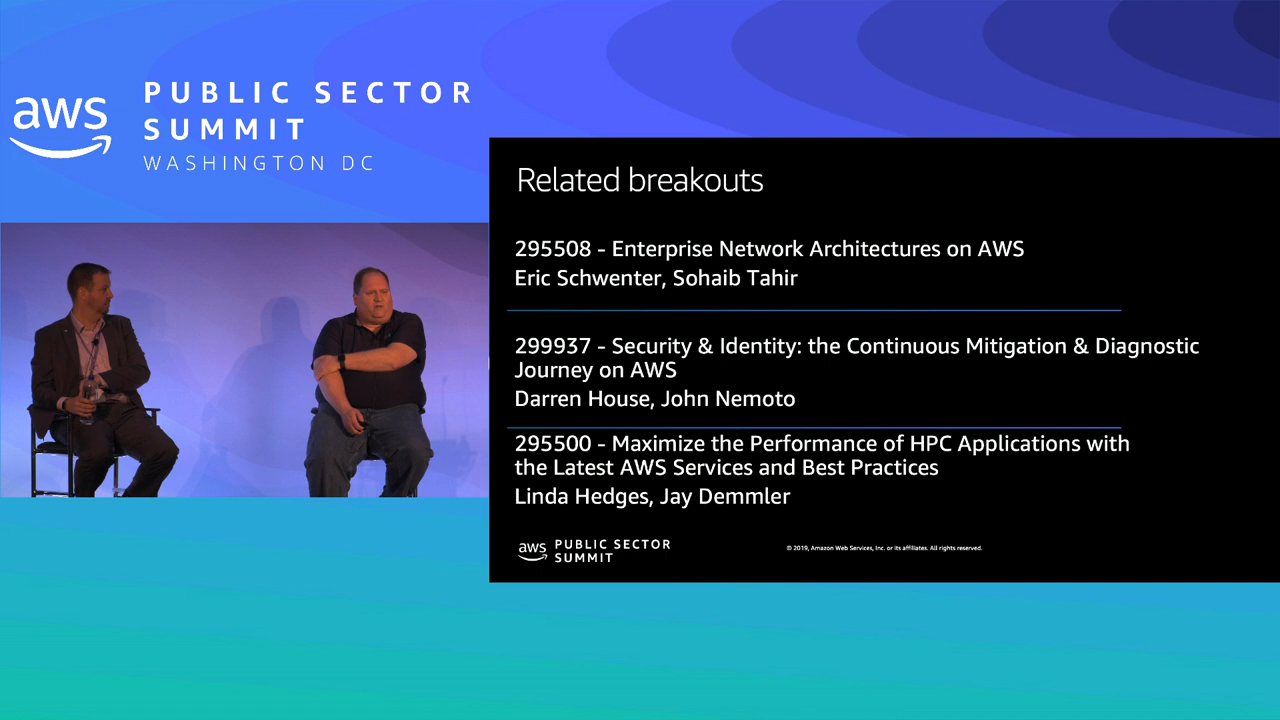 aws
PUBLIC SECTOR
SUMMIT
WASHINGTON DC
Related breakouts
295508 - Enterprise Network Architectures on AWS
Eric Schwenter, Sohaib Tahir
299937 - Security & Identity: the Continuous Mitigation & Diagnostic
Journey on AWS
Darren House, John Nemoto
295500 - Maximize the Performance of HPC Applications with
the Latest AWS Services and Best Practices
Linda Hedges, Jay Demmler
aws
PUBLIC SECTOR
SUMMIT
© 2019, Amazon Web Services, Inc. or its affiliates. All rights reserved.